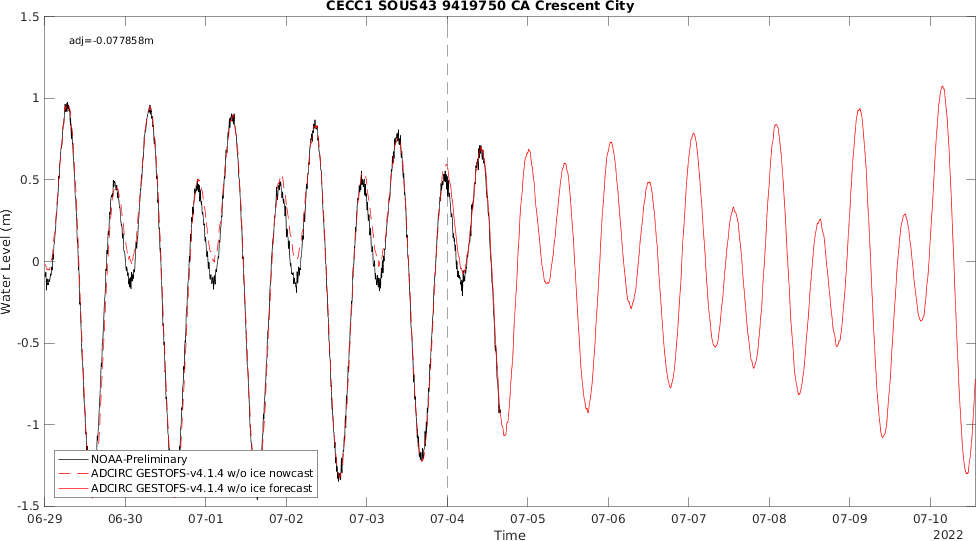 CECC1 SOUS43 9419750 CA Crescent City
adj=-0.077858m
1.5
1
0.5
0
-0.5
-1
-1.5
Water Level (m)
NOAA-Preliminary
ADCIRC GESTOFS-v4.1.4 w/o ice nowcast
ADCIRC GESTOFS-v4.1.4 w/o ice forecast
06-29 06-30 07-01 07-02 07-03 07-04 07-05 07-06 07-07 07-08 07-09 07-10
Time
2022